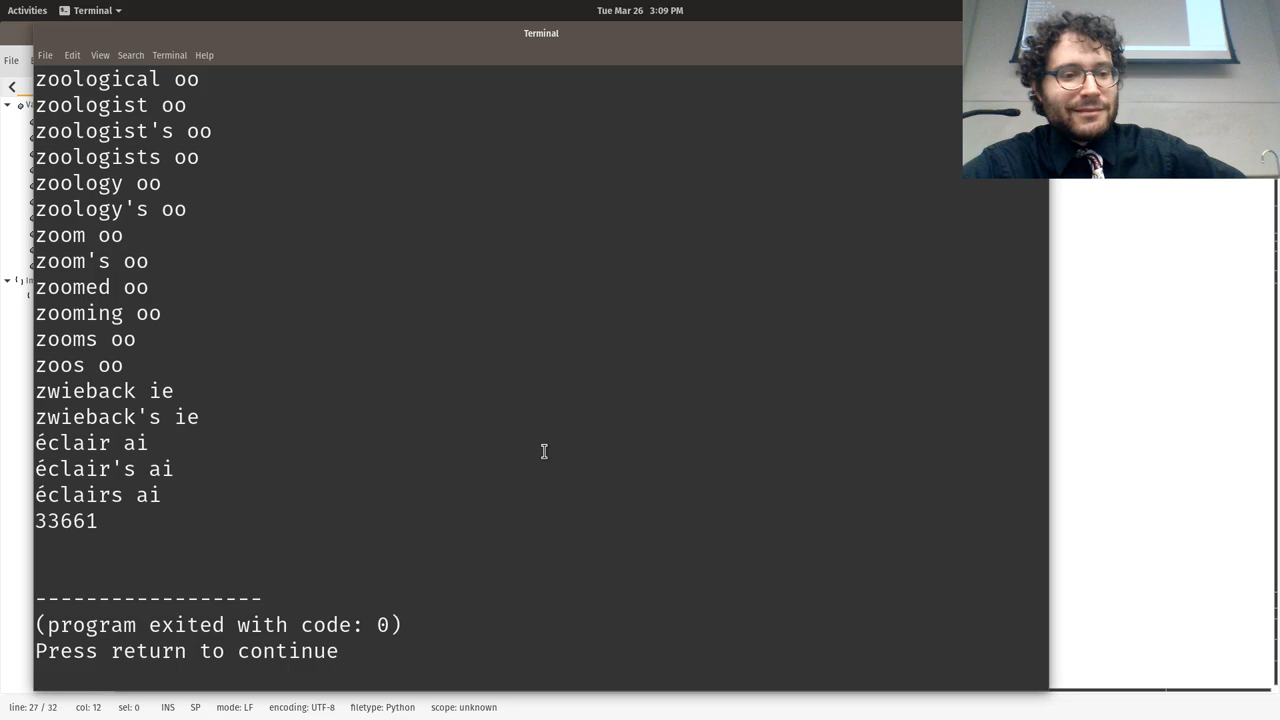 Activities
Terminal
Tue Mar 26 3:09 PM
Terminal
File
File Edit View Search Terminal Help
zoological oo
zoologist oo
zoologist's oo
zoologists oo
zoology oo
zoology's oo
zoom oo
zoom's oo
zoomed oo
zooming oo
zooms oo
zoos oo
zwieback ie
zwieback's ie
éclair ai
éclair's ai
éclairs ai
33661
------------------
(program exited with code: 0)
Press return to continue
line: 27 / 32 col: 12 sel: 0 INS SP mode: LF encoding: UTF-8 filetype: Python scope: unknown